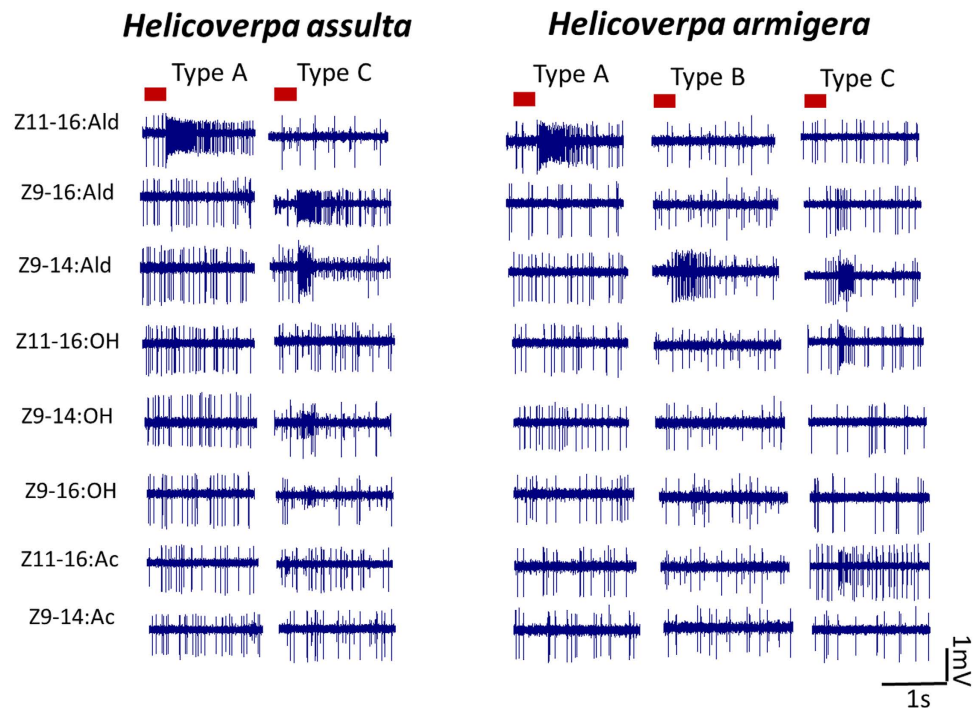 Helicoverpa assulta
Helicoverpa armigera
Type A
Type C
Type A
Type B
Type C
Z11-16:Ald
Z9-16:Ald
Z9-14:Ald
Z11-16:OH
Z9-14:OH
Z9-16:OH
Z11-16:Ac
Z9-14:Ac
1mV
1s